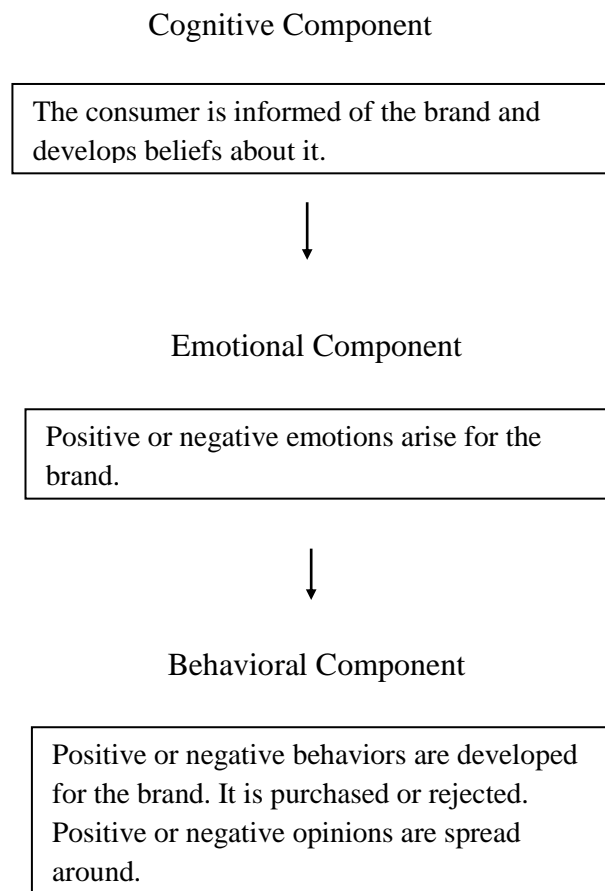 Cognitive Component
The consumer is informed of the brand and
develops beliefs about it.
Emotional Component
Positive or negative emotions arise for the
brand.
Behavioral Component
Positive or negative behaviors are developed
for the brand. It is purchased or rejected.
Positive or negative opinions are spread
around.